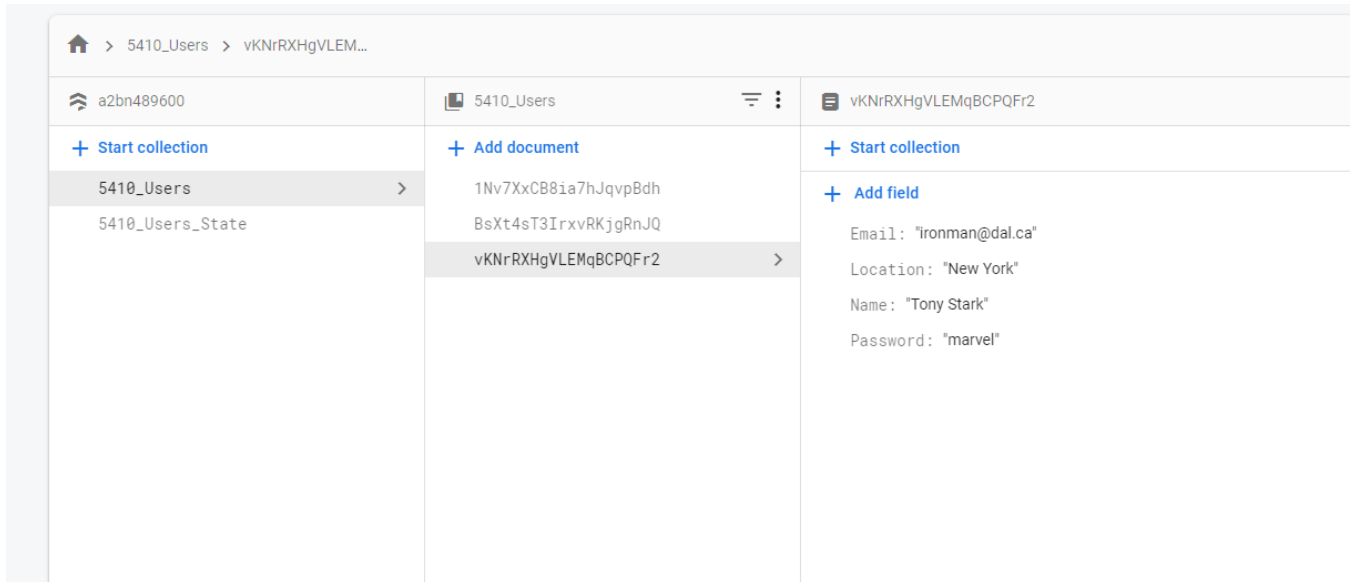 5410_Users > vKNrRXHgVLEM...
a2bn489600
Start collection
5410_Users
5410_Users_State
5410_Users
Add document
1Nv7XxCB8ia7hJqvpBdh
BsXt4sT3IrxvRKjgRnJQ
vKNrRXHgVLEMqBCPQFr2
vKNrRXHgVLEMqBCPQFr2
Start collection
Add field
Email: "ironman@dal.ca"
Location: "New York"
Name: "Tony Stark"
Password: "marvel"